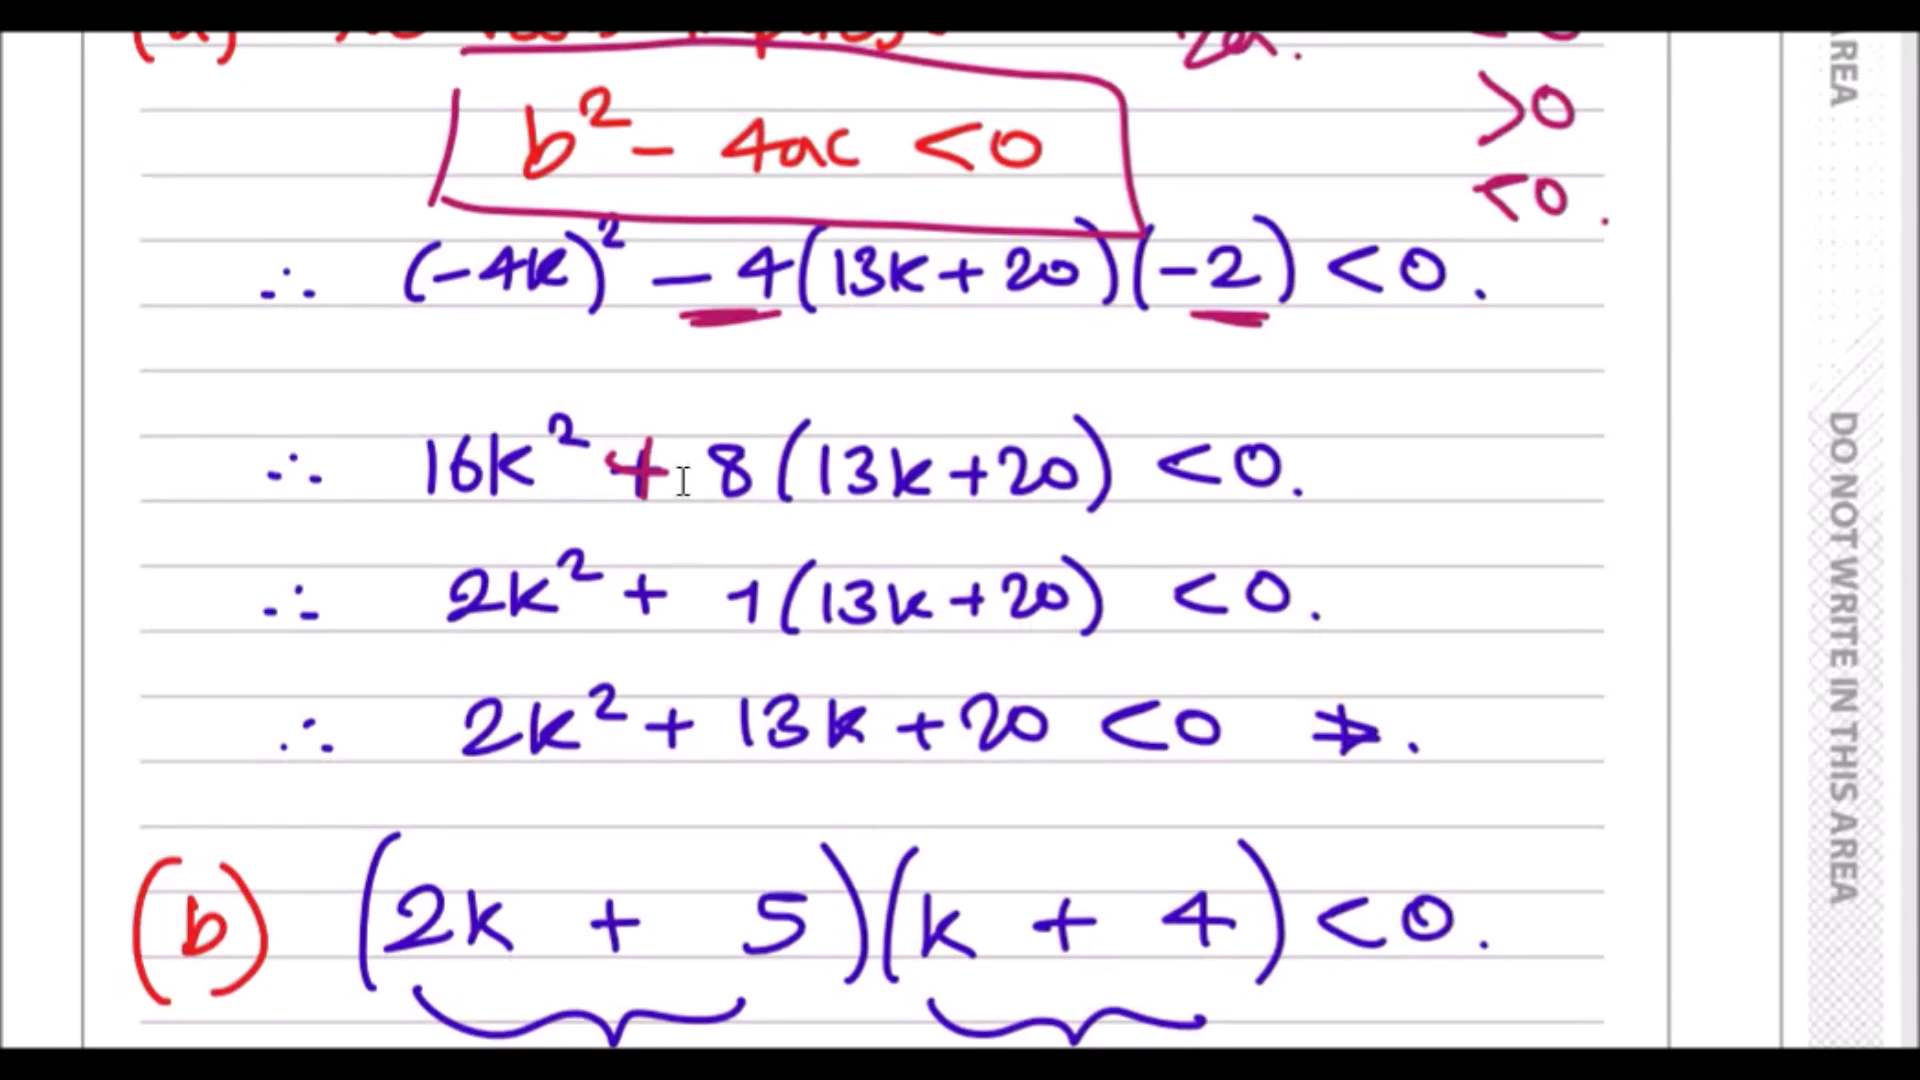 b² - 4ac < 0
> 0
< 0.
∴ (-4k)² - 4(13k + 20)(-2) < 0.
∴ 16k² + 8(13k + 20) < 0.
∴ 2k² + 1(13k + 20) < 0.
∴ 2k² + 13k + 20 < 0
(b) (2k + 5)(k + 4) < 0.
AREA
DO NOT WRITE IN THIS AREA